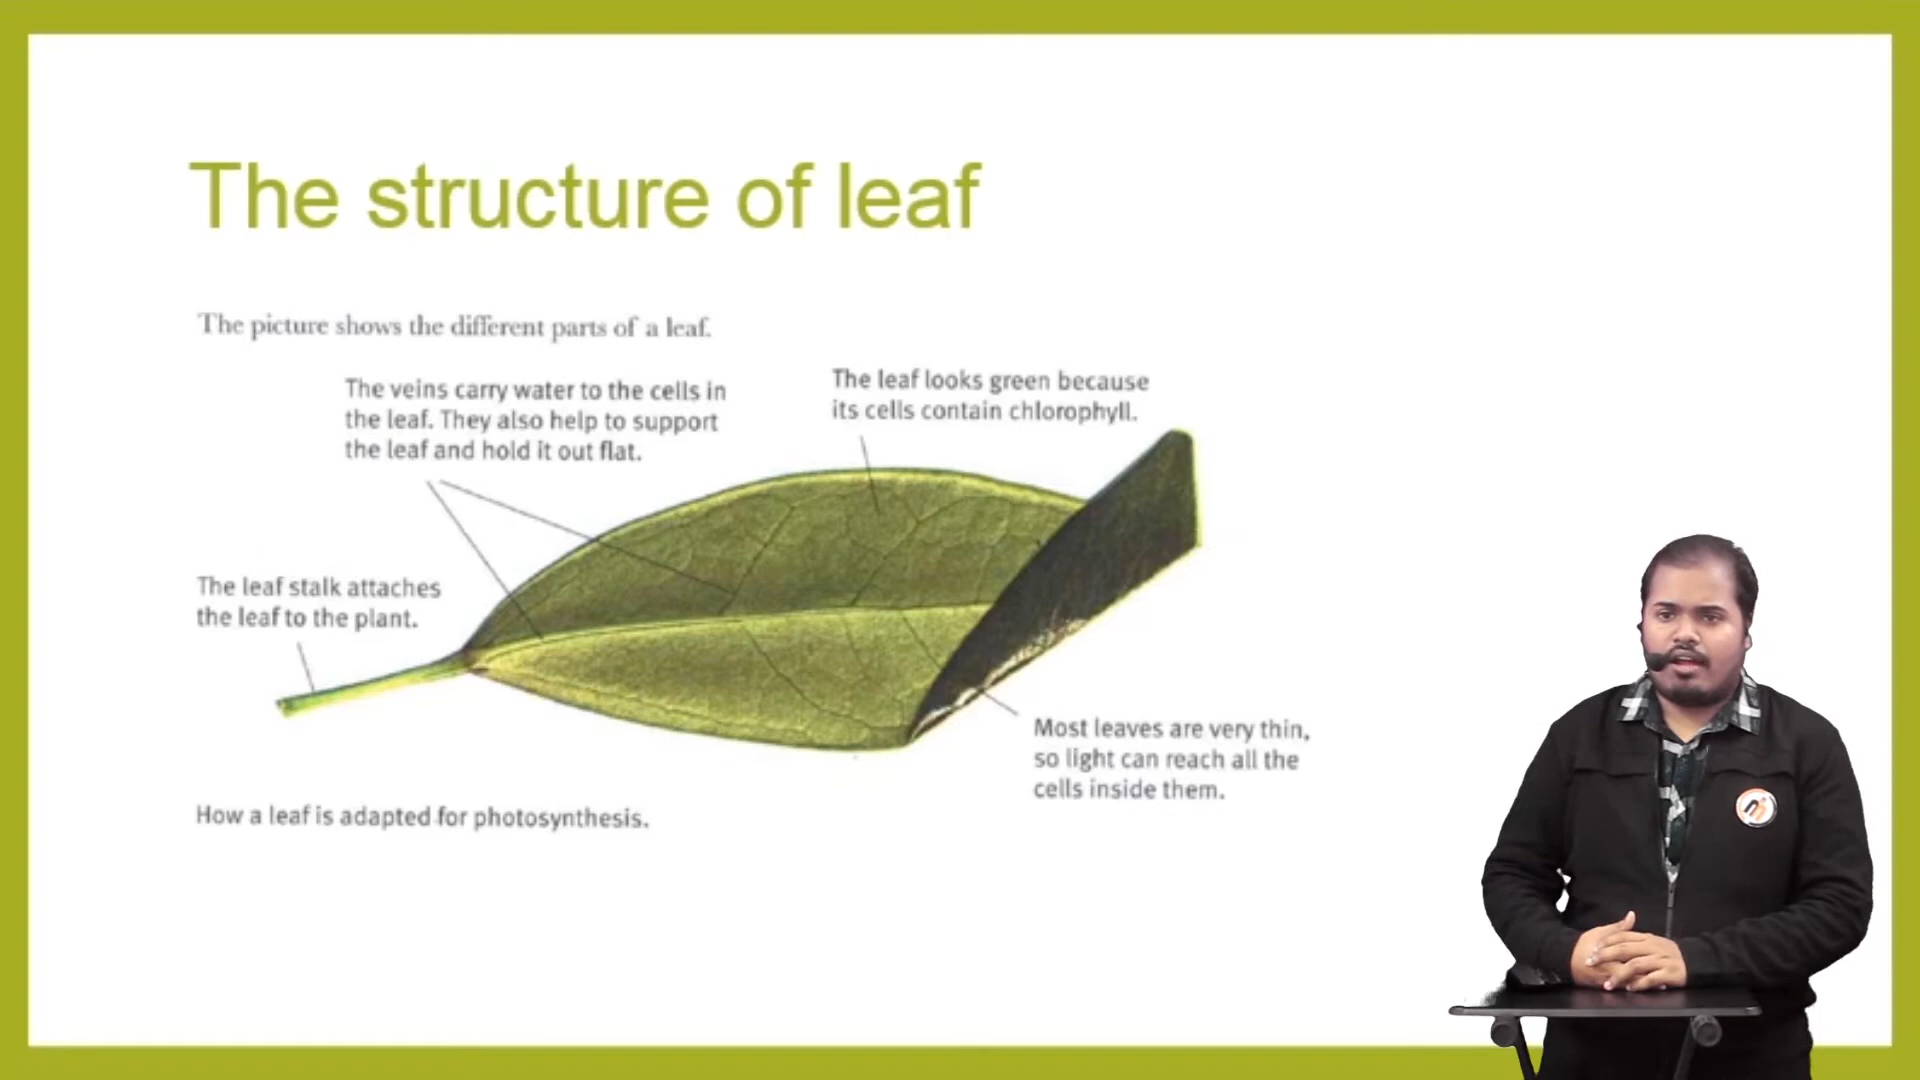 The structure of leaf
The picture shows the different parts of a leaf.
The veins carry water to the cells in
the leaf. They also help to support
the leaf and hold it out flat.
The leaf looks green because
its cells contain chlorophyll.
The leaf stalk attaches
the leaf to the plant.
Most leaves are very thin,
so light can reach all the
cells inside them.
How a leaf is adapted for photosynthesis.